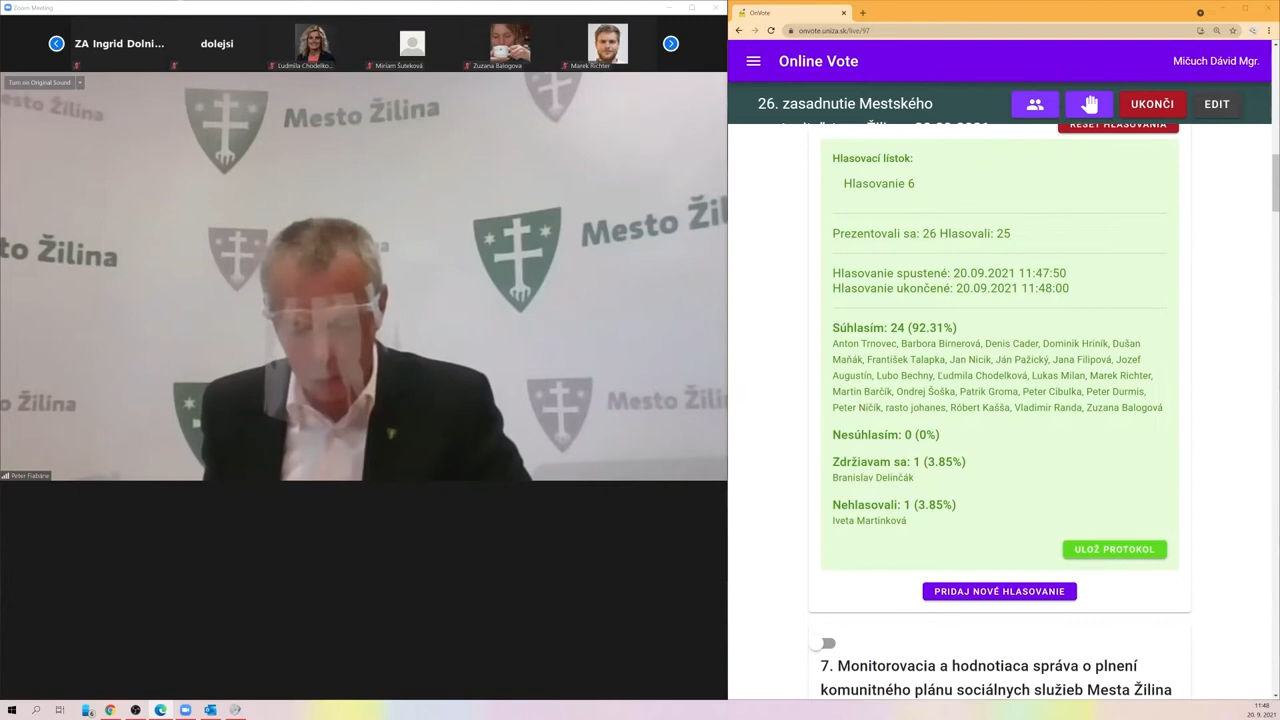 Zoom Meeting
ZA Ingrid Dolni...
dolejsi
Ľudmila Chodelko...
Miriam Šuteková
Zuzana Balogova
Marek Richter
Turn on Original Sound
Mesto Žilina
Mesto Žil
to Žilina
Mesto
Peter Fiabáne
OnVote
onvote.uniza.sk/live/97
Online Vote
Mičuch Dávid Mgr.
26. zasadnutie Mestského
UKONČI
EDIT
RESET HLASOVANIA
Hlasovací lístok:
Hlasovanie 6
Prezentovali sa: 26 Hlasovali: 25
Hlasovanie spustené: 20.09.2021 11:47:50
Hlasovanie ukončené: 20.09.2021 11:48:00
Súhlasím: 24 (92.31%)
Anton Trnovec, Barbora Birnerová, Denis Cader, Dominik Hriník, Dušan
Maňák, František Talapka, Jan Nicik, Ján Pažický, Jana Filipová, Jozef
Augustín, Lubo Bechny, Ľudmila Chodelková, Lukas Milan, Marek Richter,
Martin Barčík, Ondrej Šoška, Patrik Groma, Peter Cibulka, Peter Durmis,
Peter Ničík, rasto johanes, Róbert Kašša, Vladimir Randa, Zuzana Balogová
Nesúhlasím: 0 (0%)
Zdržiavam sa: 1 (3.85%)
Branislav Delinčák
Nehlasovali: 1 (3.85%)
Iveta Martinková
ULOŽ PROTOKOL
PRIDAJ NOVÉ HLASOVANIE
7. Monitorovacia a hodnotiaca správa o plnení
komunitného plánu sociálnych služieb Mesta Žilina
11:48
20. 9. 2021